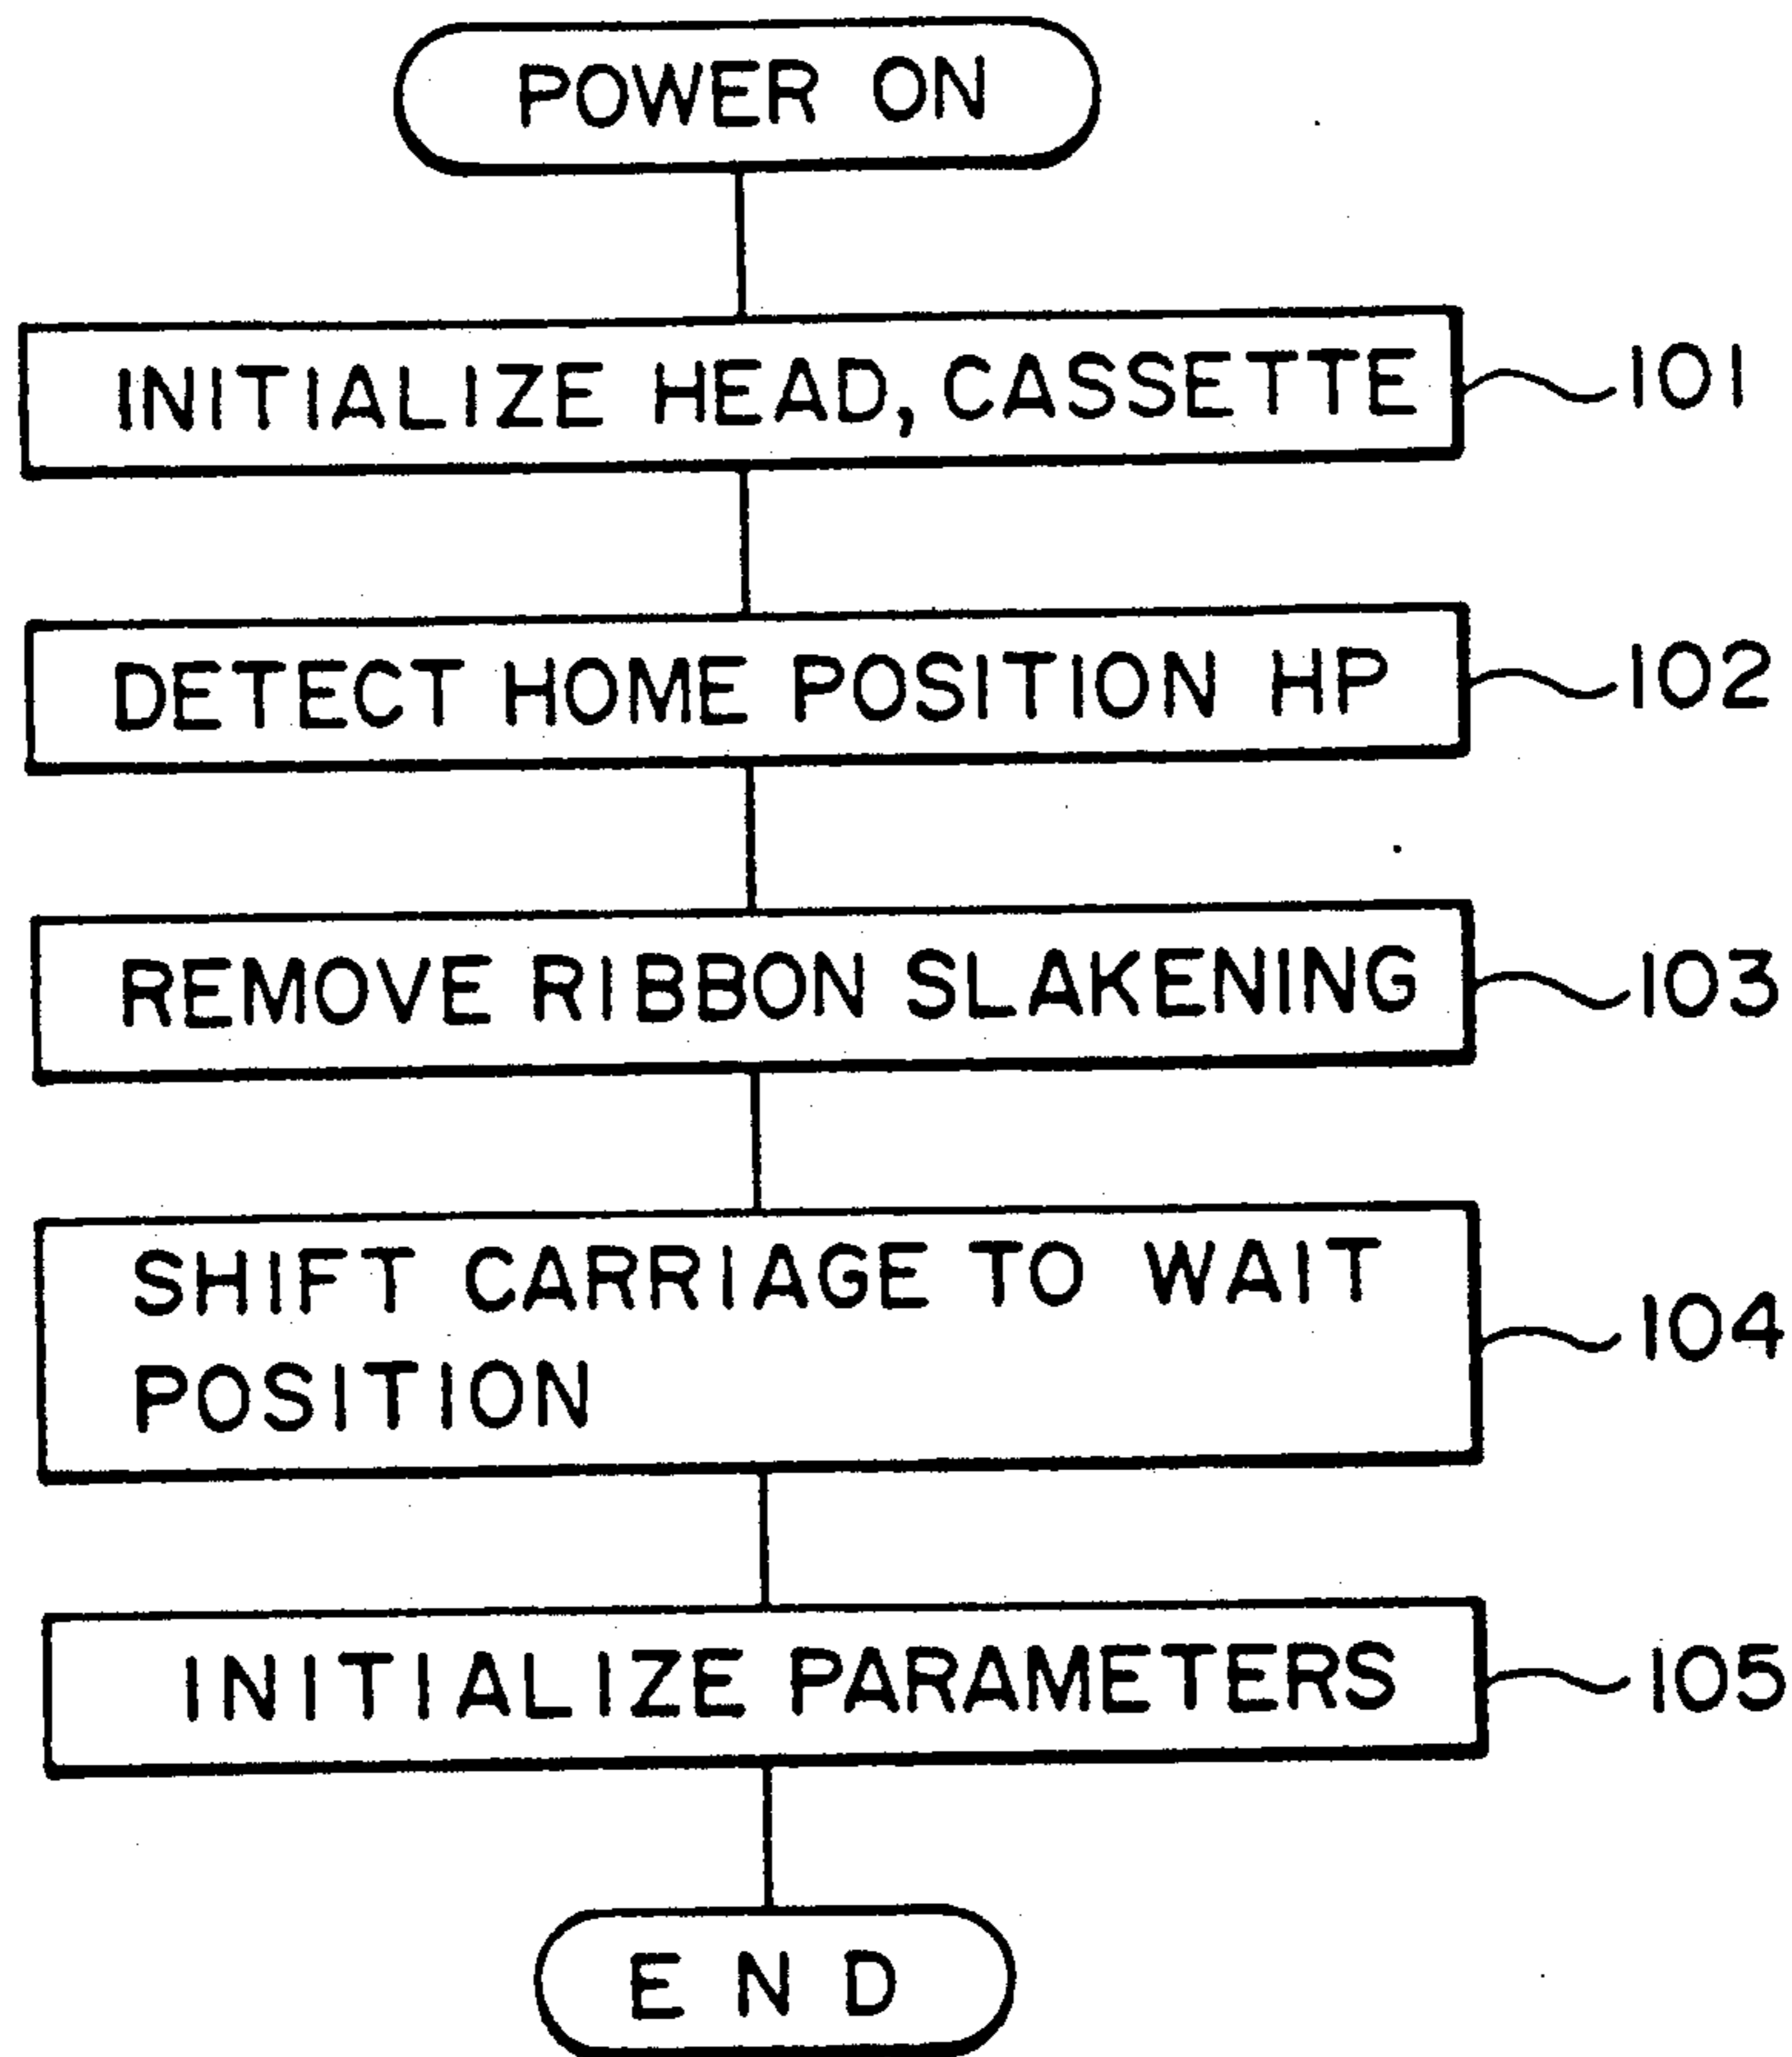 POWER ON
INITIALIZE HEAD, CASSETTE
101
DETECT HOME POSITION HP
102
REMOVE RIBBON SLAKENING
103
SHIFT CARRIAGE TO WAIT
POSITION
104
INITIALIZE PARAMETERS
105
END